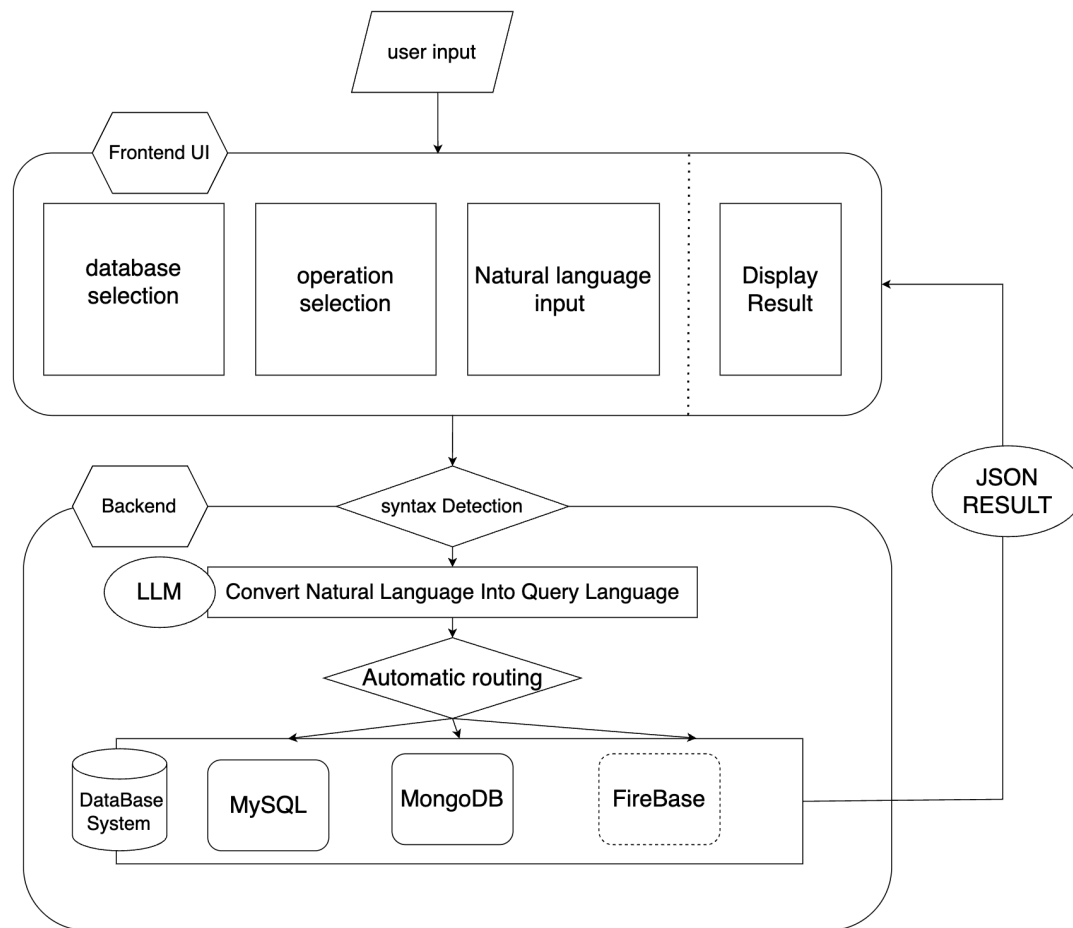 user input
Frontend UI
database
selection
operation
selection
Natural language
input
Display
Result
JSON
RESULT
Backend
syntax Detection
LLM
Convert Natural Language Into Query Language
Automatic routing
DataBase
System
MySQL
MongoDB
FireBase